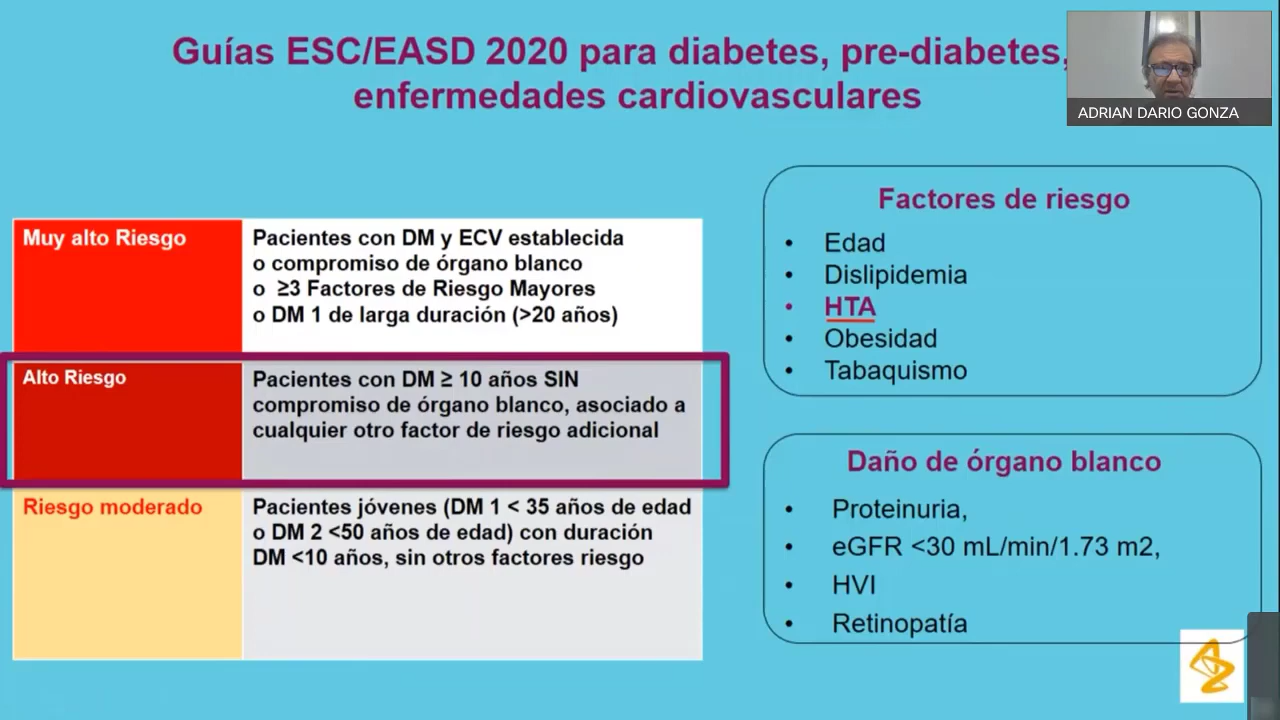 Guías ESC/EASD 2020 para diabetes, pre-diabetes,
enfermedades cardiovasculares
ADRIAN DARIO GONZA
Muy alto Riesgo
Pacientes con DM y ECV establecida
o compromiso de órgano blanco
o ≥3 Factores de Riesgo Mayores
o DM 1 de larga duración (>20 años)
Alto Riesgo
Pacientes con DM ≥ 10 años SIN
compromiso de órgano blanco, asociado a
cualquier otro factor de riesgo adicional
Riesgo moderado
Pacientes jóvenes (DM 1 < 35 años de edad
o DM 2 <50 años de edad) con duración
DM <10 años, sin otros factores riesgo
Factores de riesgo
• Edad
• Dislipidemia
• HTA
• Obesidad
• Tabaquismo
Daño de órgano blanco
• Proteinuria,
• eGFR <30 mL/min/1.73 m2,
• HVI
• Retinopatía